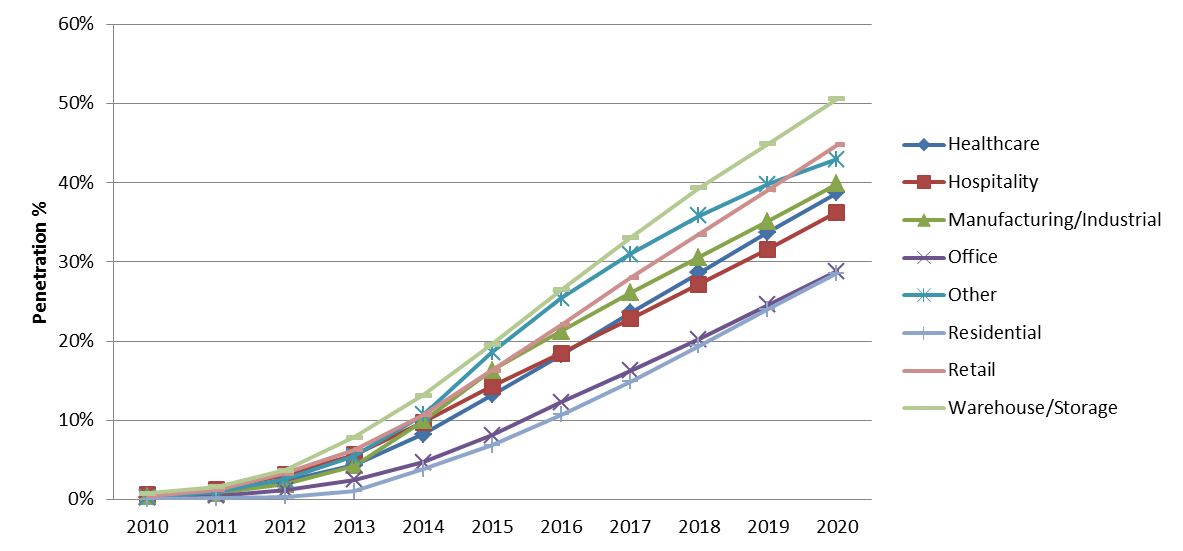 60%
50%
40%
30%
20%
10%
0%
Penetration %
2010 2011 2012 2013 2014 2015 2016 2017 2018 2019 2020
Healthcare
Hospitality
Manufacturing/Industrial
Office
Other
Residential
Retail
Warehouse/Storage